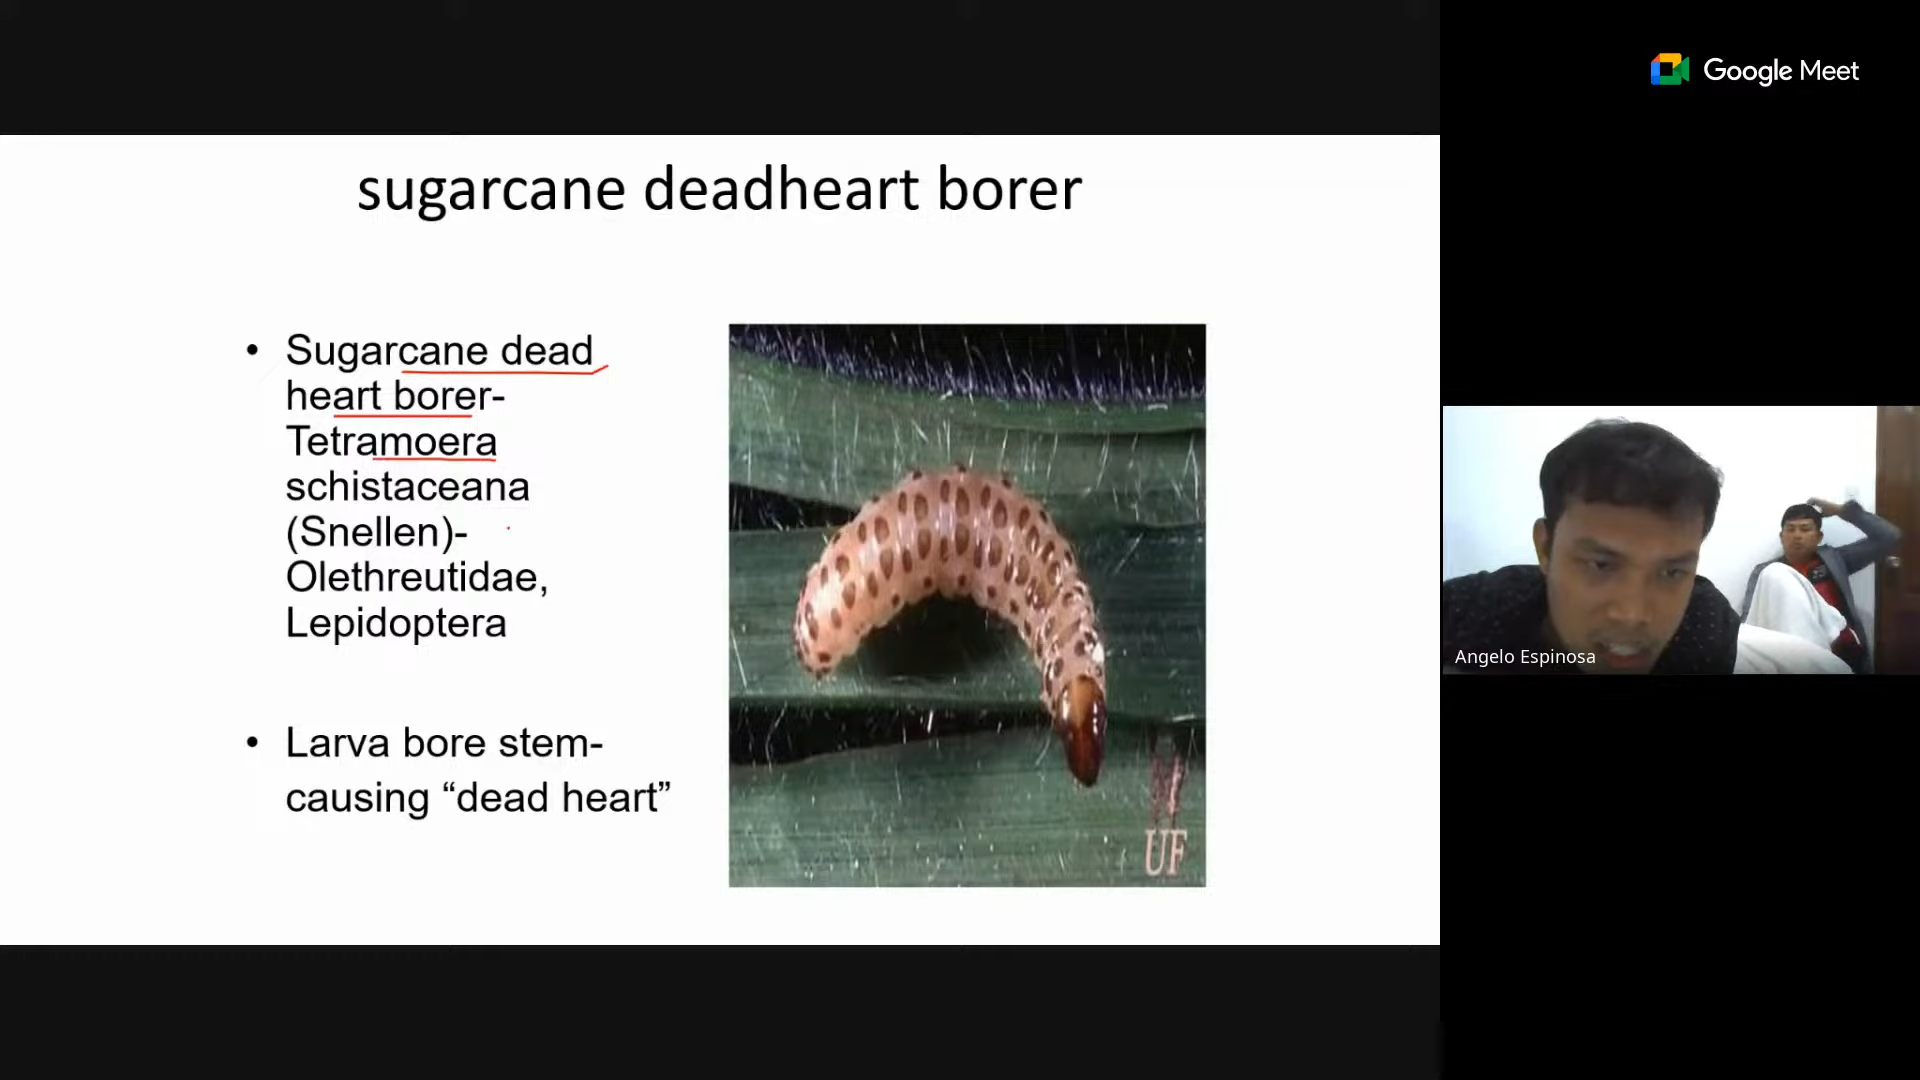 Google Meet
sugarcane deadheart borer
• Sugarcane dead
heart borer-
Tetramoera
schistaceana
(Snellen)-
Olethreutidae,
Lepidoptera
• Larva bore stem-
causing “dead heart”
UF
Angelo Espinosa